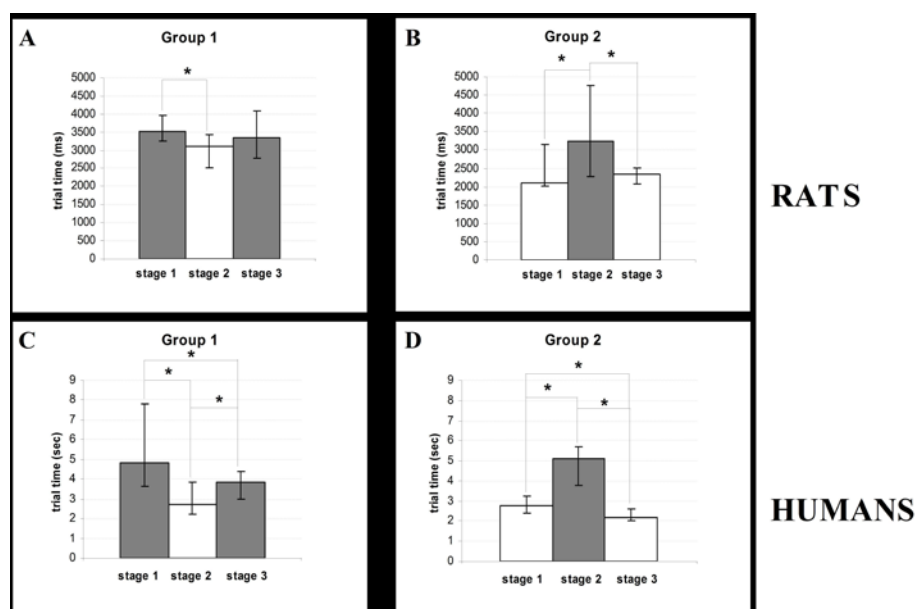 A
Group 1
*
5000
4500
4000
3500
3000
2500
2000
1500
1000
500
0
trial time (ms)
stage 1 stage 2 stage 3
B
Group 2
* *
5000
4500
4000
3500
3000
2500
2000
1500
1000
500
0
trial time (ms)
stage 1 stage 2 stage 3
RATS
C
Group 1
*
* *
9
8
7
6
5
4
3
2
1
0
trial time (sec)
stage 1 stage 2 stage 3
D
Group 2
*
* *
9
8
7
6
5
4
3
2
1
0
trial time (sec)
stage 1 stage 2 stage 3
HUMANS